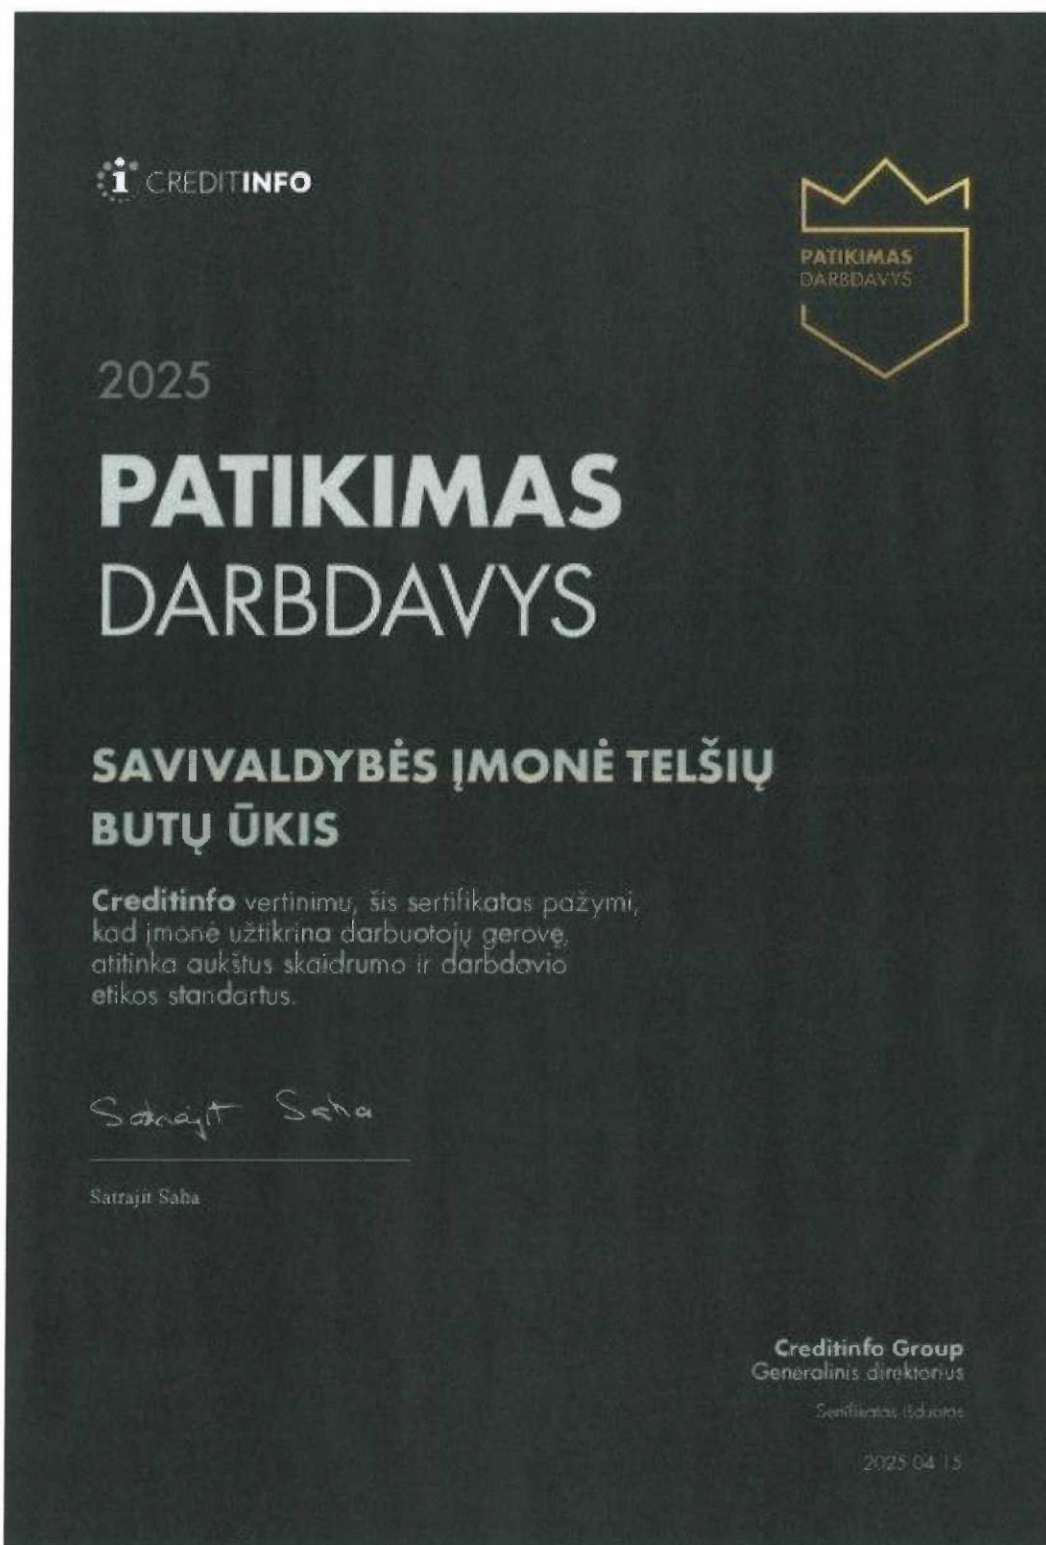 CREDITINFO
PATIKIMAS
DARBDAVYS
2025
PATIKIMAS
DARBDAVYS
SAVIVALDYBĖS ĮMONĖ TELŠIŲ
BUTŲ ŪKIS
Creditinfo vertinimu, šis sertifikatas pažymi,
kad įmonė užtikrina darbuotojų gerovę,
atitinka aukštus skaidrumo ir darbdavio
etikos standartus.
Satrajit Saha
Satrajit Saha
Creditinfo Group
Generalinis direktorius
Sertifikatas išduotas
2025 04 15